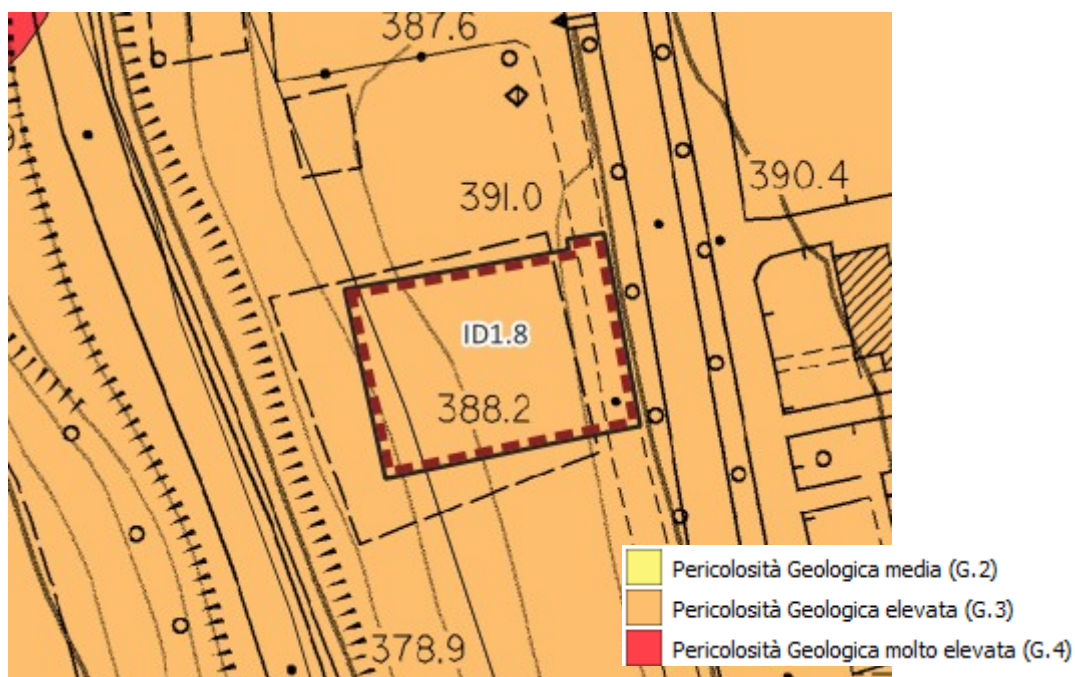 387.6
391.0
390.4
ID1.8
388.2
378.9
Pericolosità Geologica media (G.2)
Pericolosità Geologica elevata (G.3)
Pericolosità Geologica molto elevata (G.4)